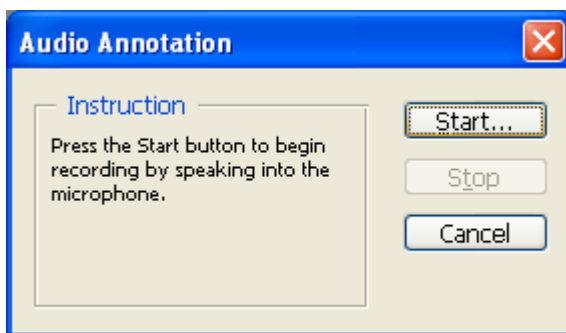 Audio Annotation
Instruction
Press the Start button to begin
recording by speaking into the
microphone.
Start...
Stop
Cancel